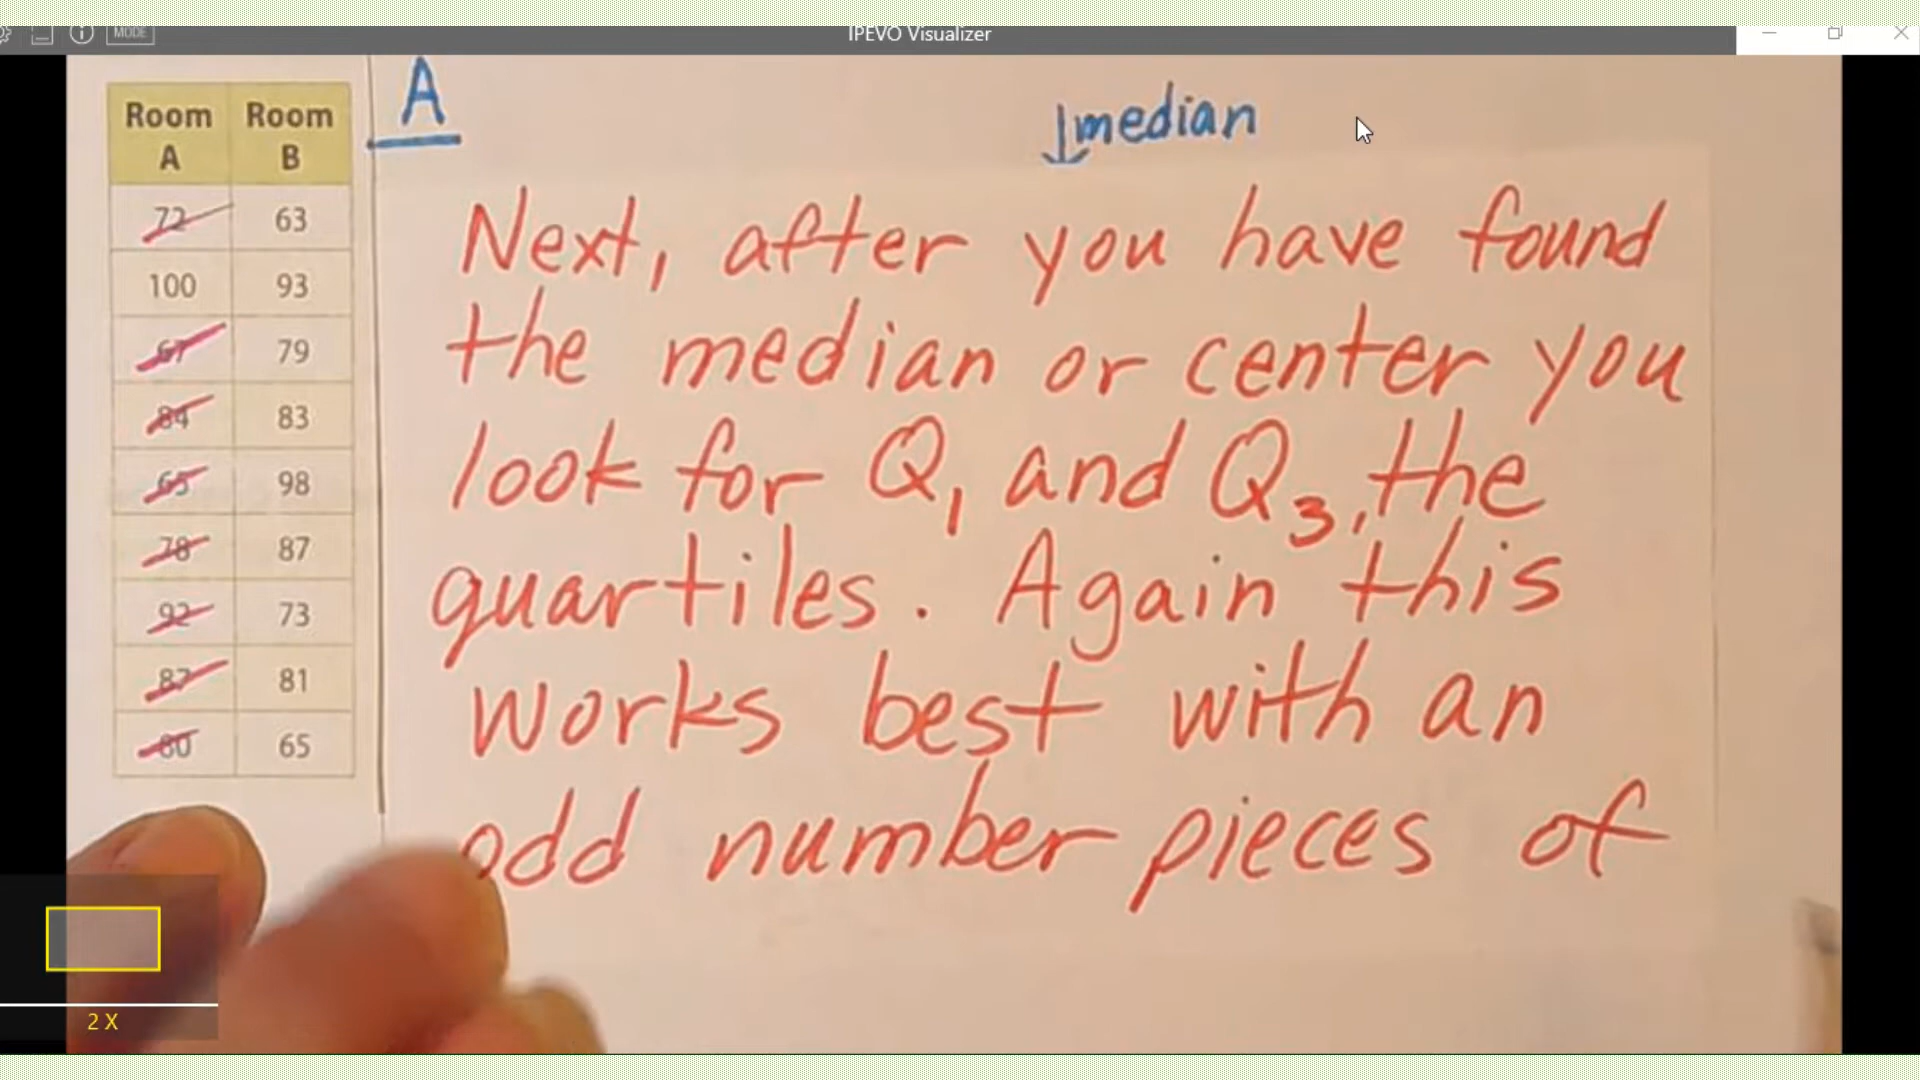 MODE
IPEVO Visualizer
Room A Room B
72 63
100 93
67 79
84 83
65 98
78 87
92 73
87 81
80 65
A
↓median
Next, after you have found
the median or center you
look for Q₁ and Q₃, the
quartiles. Again this
works best with an
odd number pieces of
2 X